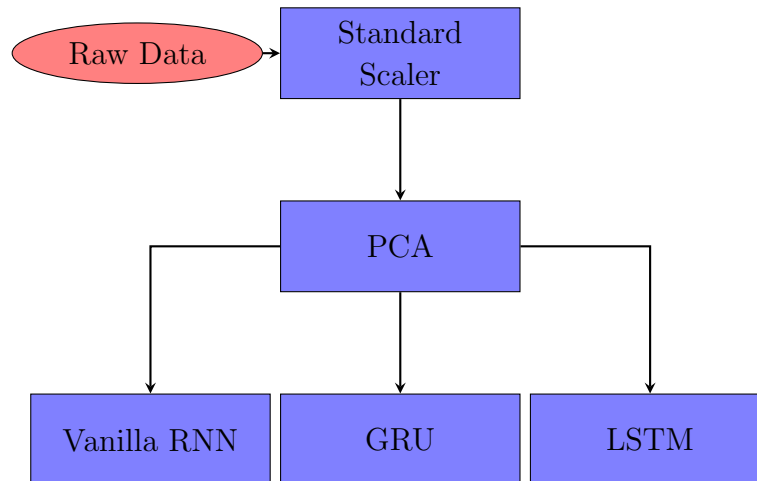 Raw Data
Standard
Scaler
PCA
Vanilla RNN
GRU
LSTM